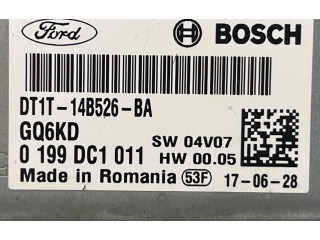 Ford
BOSCH
DT1T-14B526-BA
GQ6KD
SW 04V07
0 199 DC1 011
HW 00.05
Made in Romania 53F 17-06-28